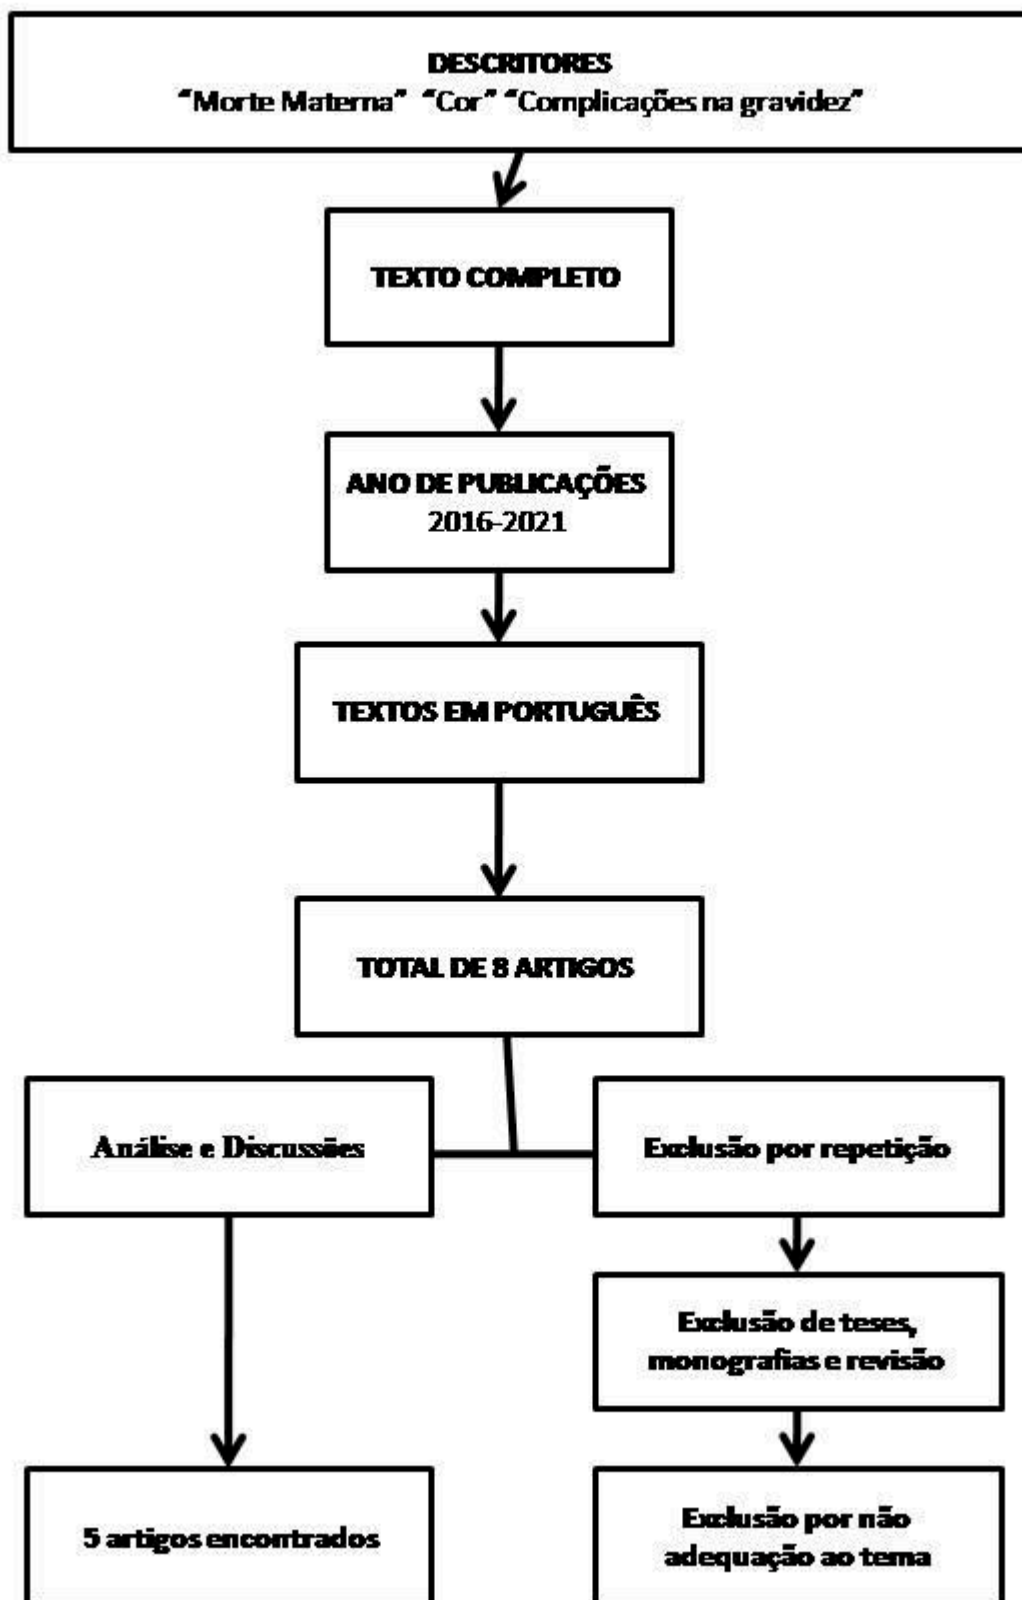 DESCRITORES
“Morte Materna” “Cor” “Complicações na gravidez”
TEXTO COMPLETO
ANO DE PUBLICAÇÕES
2016-2021
TEXTOS EM PORTUGUÊS
TOTAL DE 8 ARTIGOS
Análise e Discussões
Exclusão por repetição
Exclusão de teses,
monografias e revisão
5 artigos encontrados
Exclusão por não
adequação ao tema